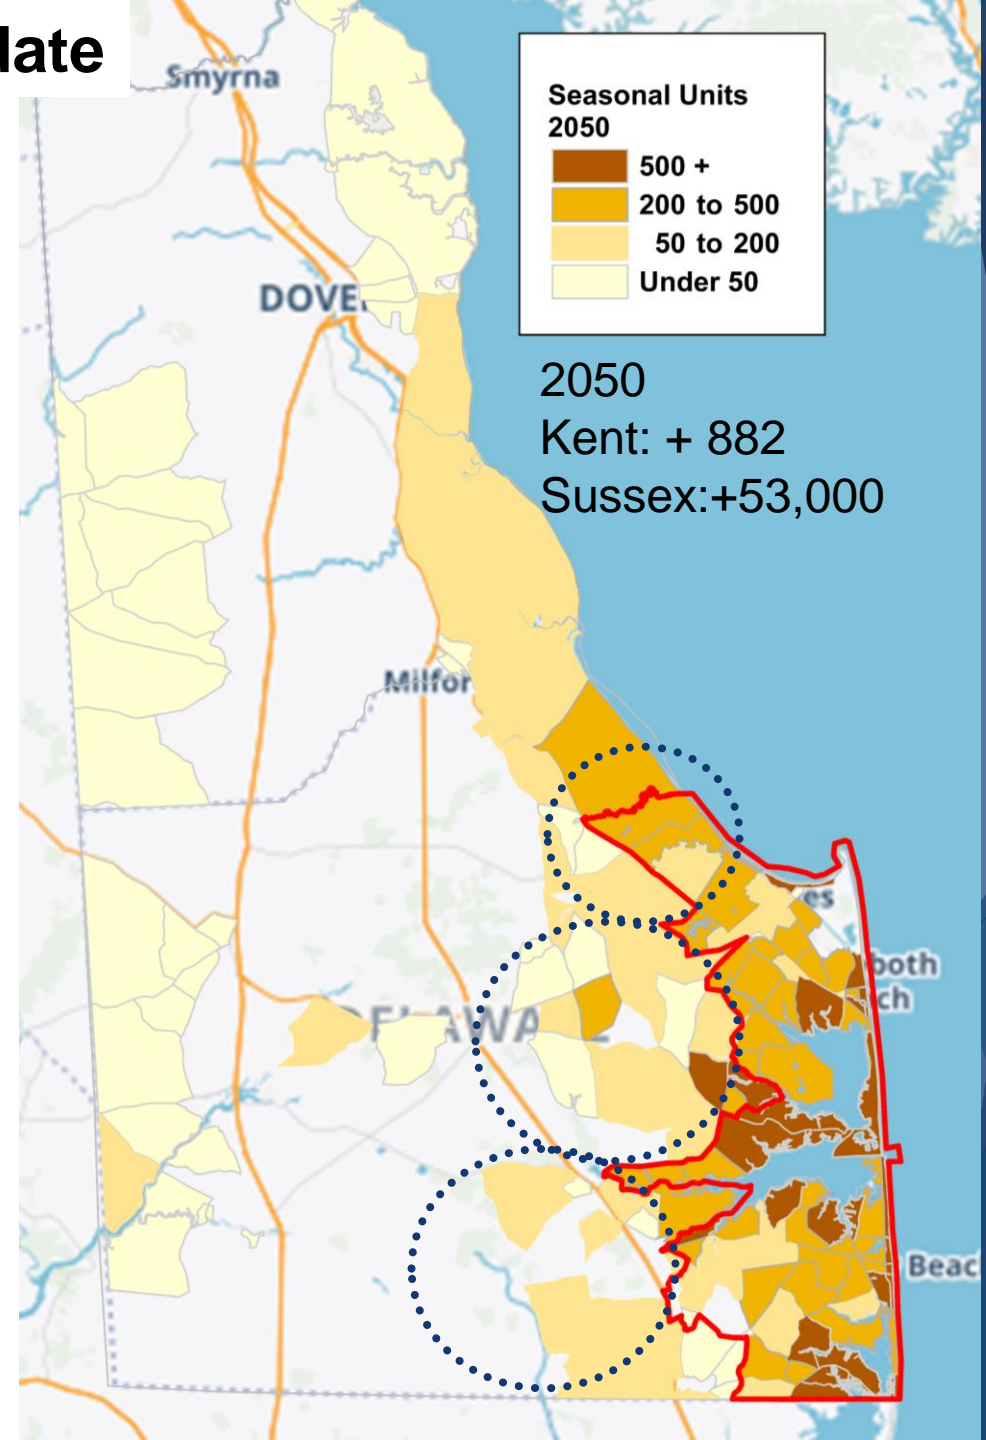 Smyrna
Seasonal Units
2050
500 +
200 to 500
50 to 200
Under 50
2050
Kent: + 882
Sussex:+53,000
Beac